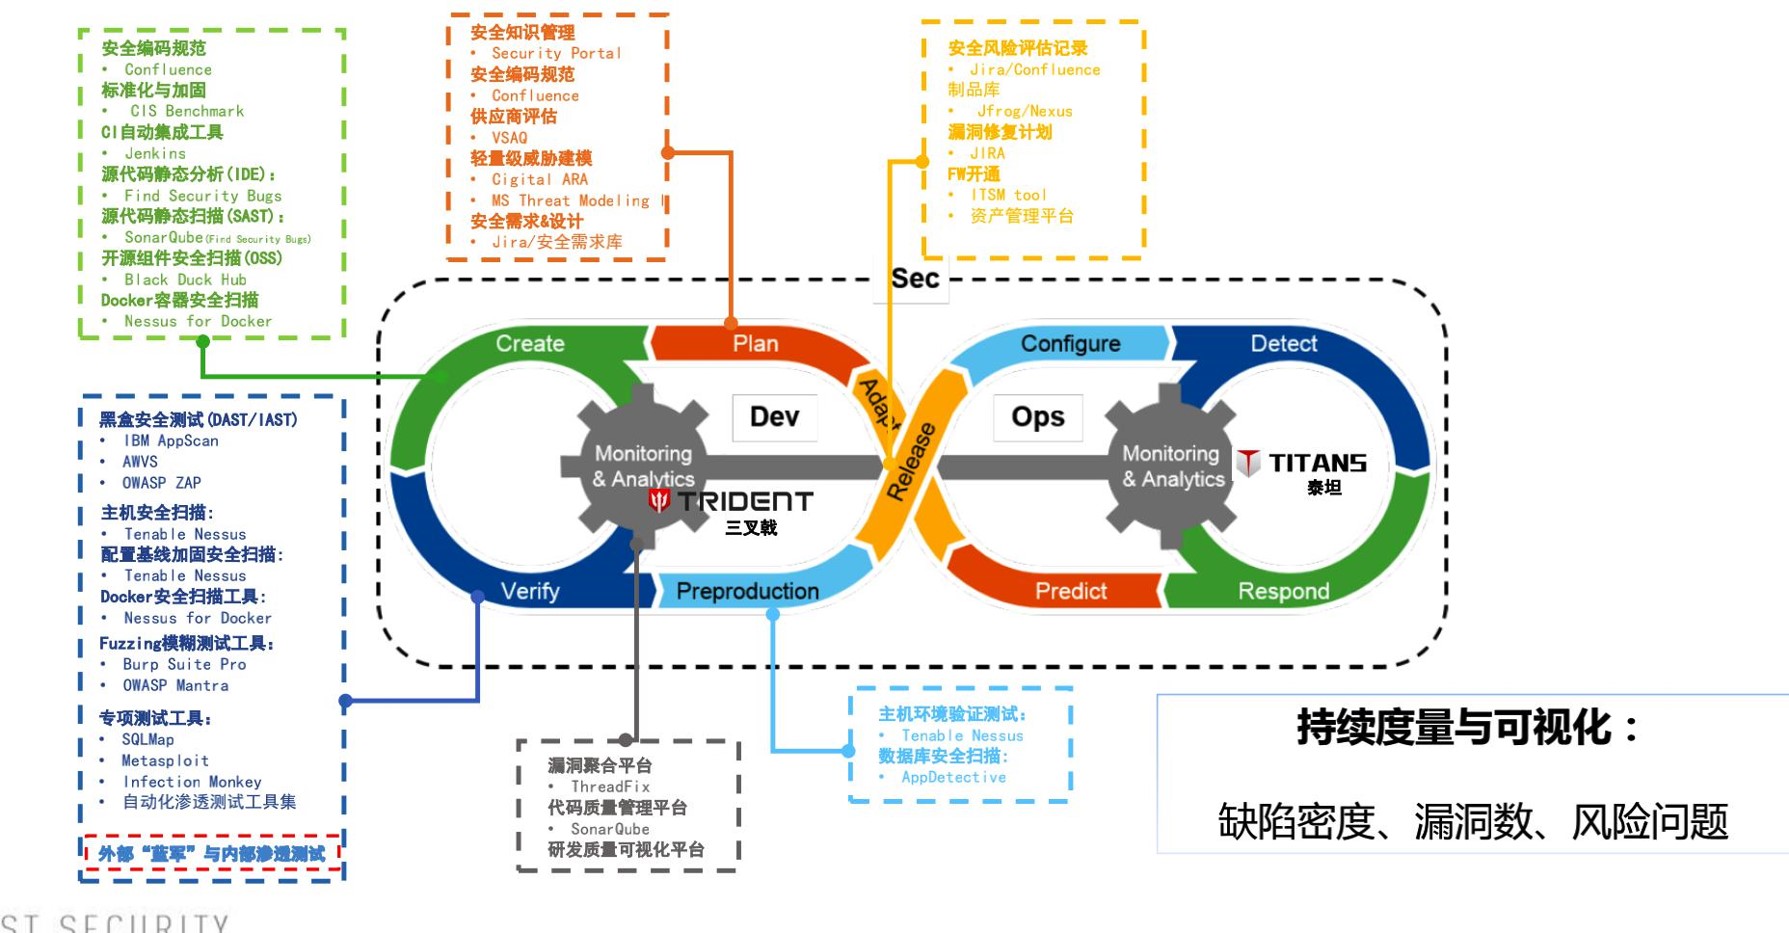 安全编码规范
• Confluence
标准化与加固
• CIS Benchmark
CI自动集成工具
• Jenkins
源代码静态分析(IDE)：
• Find Security Bugs
源代码静态扫描(SAST)：
• SonarQube(Find Security Bugs)
开源组件安全扫描(OSS)
• Black Duck Hub
Docker容器安全扫描
• Nessus for Docker
安全知识管理
• Security Portal
安全编码规范
• Confluence
供应商评估
• VSAQ
轻量级威胁建模
• Cigital ARA
• MS Threat Modeling
安全需求&设计
• Jira/安全需求库
安全风险评估记录
• Jira/Confluence
制品库
• Jfrog/Nexus
漏洞修复计划
• JIRA
FW开通
• ITSM tool
• 资产管理平台
Sec
Create
Plan
Adapt
Release
Configure
Detect
Dev
Ops
Monitoring
& Analytics
TRIDENT
三叉戟
Monitoring
& Analytics
TITANS
泰坦
Verify
Preproduction
Predict
Respond
黑盒安全测试(DAST/IAST)
• IBM AppScan
• AWVS
• OWASP ZAP
主机安全扫描：
• Tenable Nessus
配置基线加固安全扫描：
• Tenable Nessus
Docker安全扫描工具：
• Nessus for Docker
Fuzzing模糊测试工具：
• Burp Suite Pro
• OWASP Mantra
专项测试工具：
• SQLMap
• Metasploit
• Infection Monkey
• 自动化渗透测试工具集
外部“蓝军”与内部渗透测试
漏洞聚合平台
• ThreadFix
代码质量管理平台
• SonarQube
研发质量可视化平台
主机环境验证测试：
• Tenable Nessus
数据库安全扫描：
• AppDetective
持续度量与可视化：
缺陷密度、漏洞数、风险问题
ST SECURITY